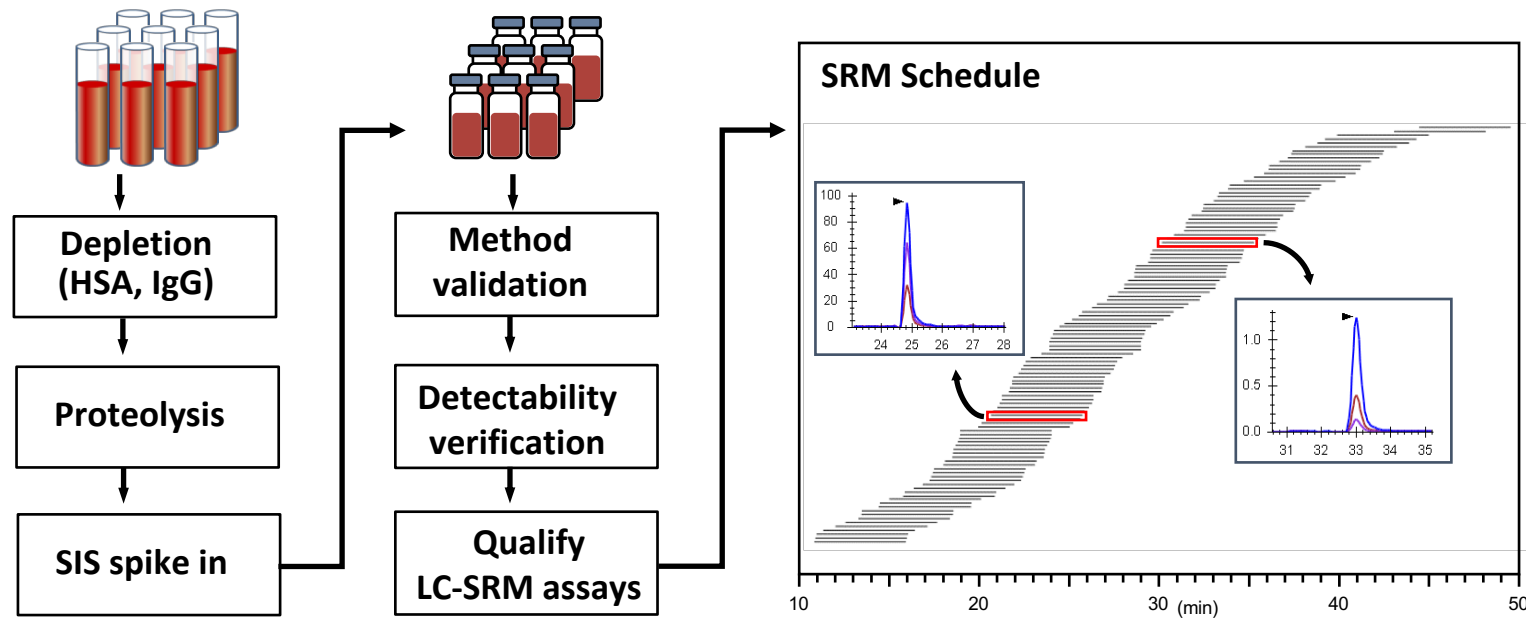 Depletion
(HSA, IgG)
Proteolysis
SIS spike in
Method
validation
Detectability
verification
Qualify
LC-SRM assays
SRM Schedule
100
80
60
40
20
0
24 25 26 27 28
1.0
0.5
0.0
31 32 33 34 35
10 20 30 (min) 40 50